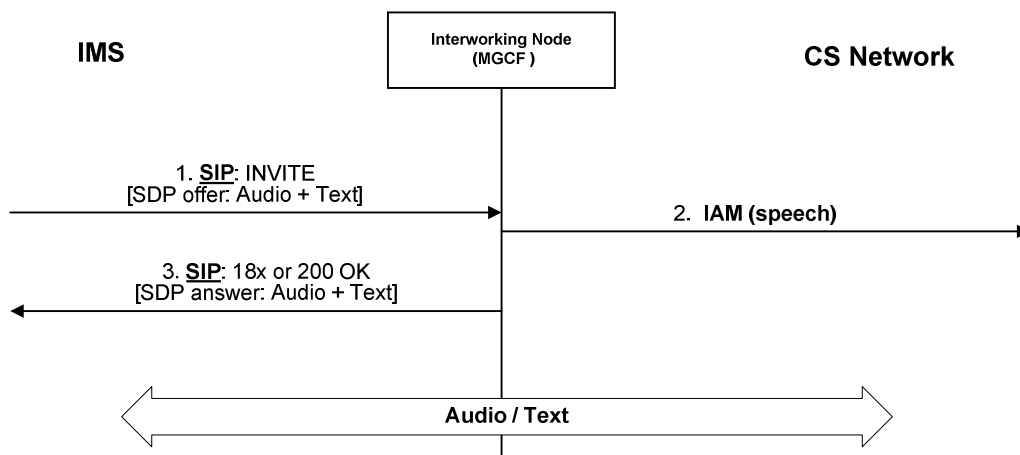 IMS
Interworking Node
(MGCF )
CS Network
1. SIP: INVITE
[SDP offer: Audio + Text]
2. IAM (speech)
3. SIP: 18x or 200 OK
[SDP answer: Audio + Text]
Audio / Text